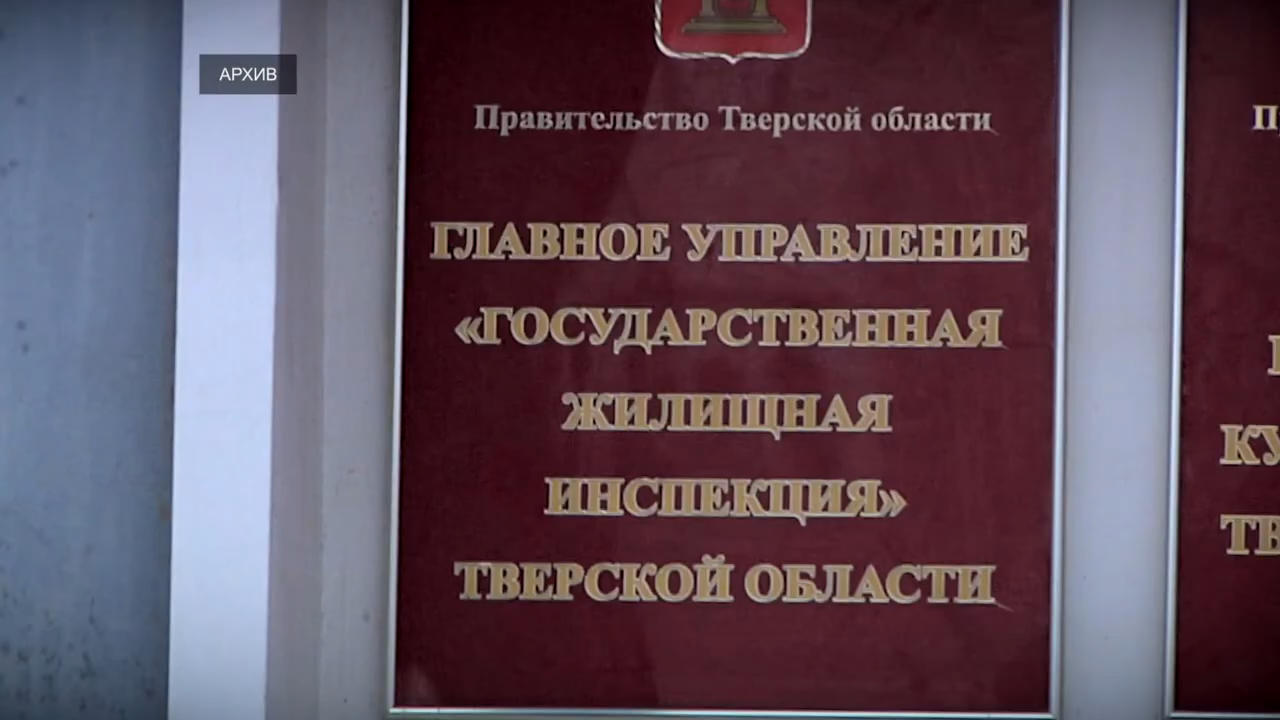 АРХИВ
Правительство Тверской области
ГЛАВНОЕ УПРАВЛЕНИЕ
«ГОСУДАРСТВЕННАЯ
ЖИЛИЩНАЯ
ИНСПЕКЦИЯ»
ТВЕРСКОЙ ОБЛАСТИ